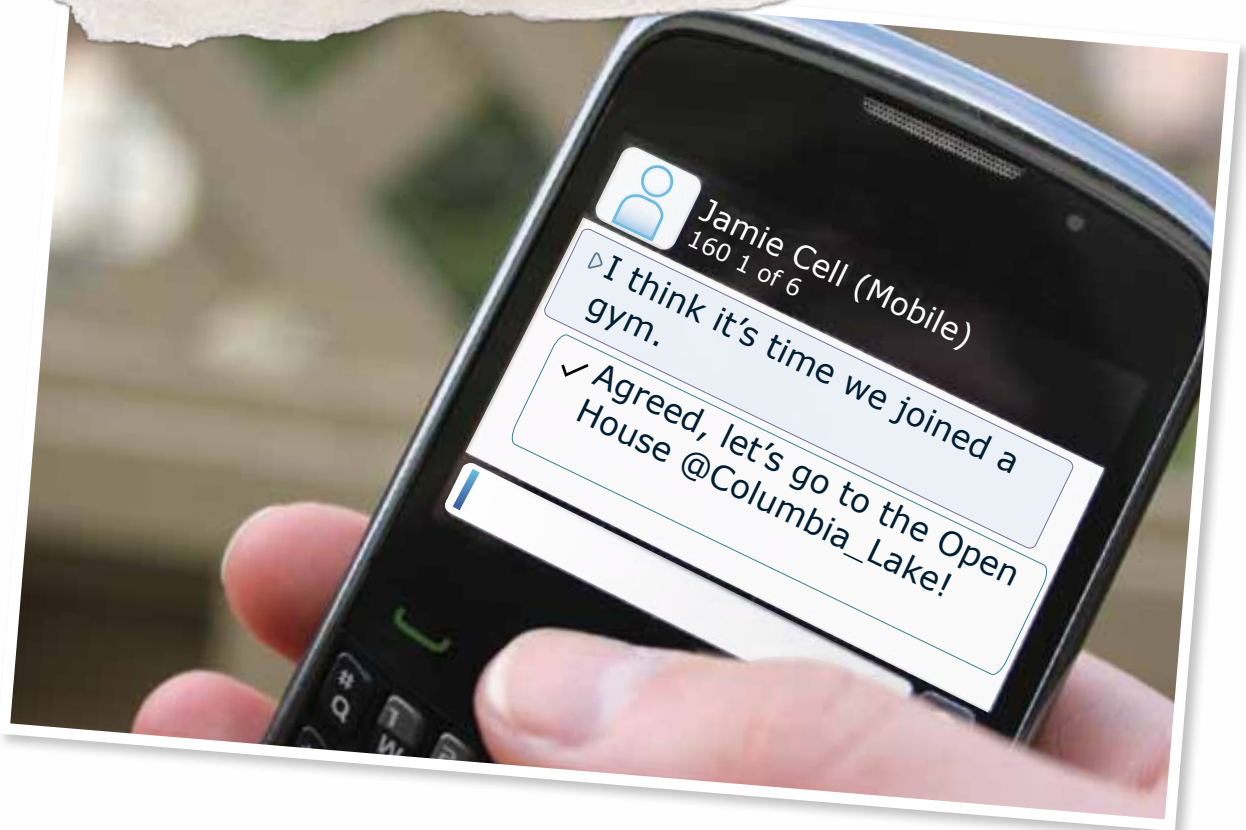 Jamie Cell (Mobile)
160 1 of 6
I think it's time we joined a
gym.
✓ Agreed, let's go to the Open
House @Columbia_Lake!
#
Q
1
W